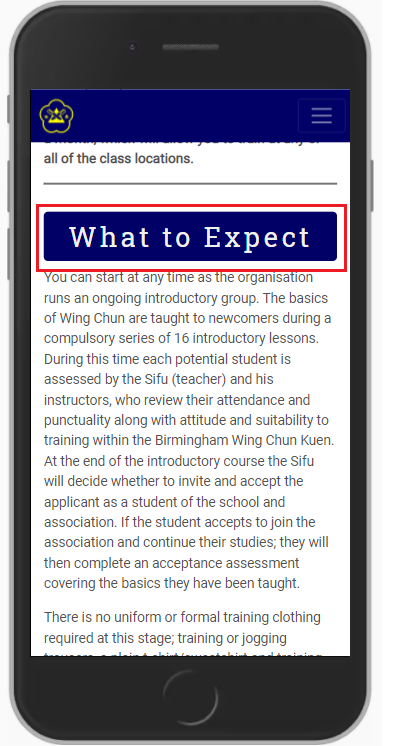 all of the class locations.
What to Expect
You can start at any time as the organisation
runs an ongoing introductory group. The basics
of Wing Chun are taught to newcomers during a
compulsory series of 16 introductory lessons.
During this time each potential student is
assessed by the Sifu (teacher) and his
instructors, who review their attendance and
punctuality along with attitude and suitability to
training within the Birmingham Wing Chun Kuen.
At the end of the introductory course the Sifu
will decide whether to invite and accept the
applicant as a student of the school and
association. If the student accepts to join the
association and continue their studies; they will
then complete an acceptance assessment
covering the basics they have been taught.
There is no uniform or formal training clothing
required at this stage; training or jogging